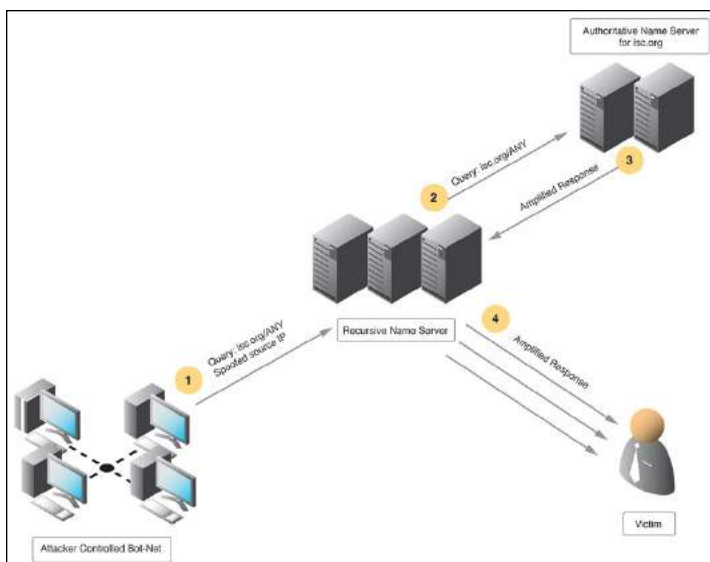 Authoritative Name Server
for isc.org
2
Query: isc.org/ANY
3
Amplified Response
Recursive Name Server
1
Query: isc.org/ANY
Spoofed source IP
4
Amplified Response
Attacker Controlled Bot-Net
Victim